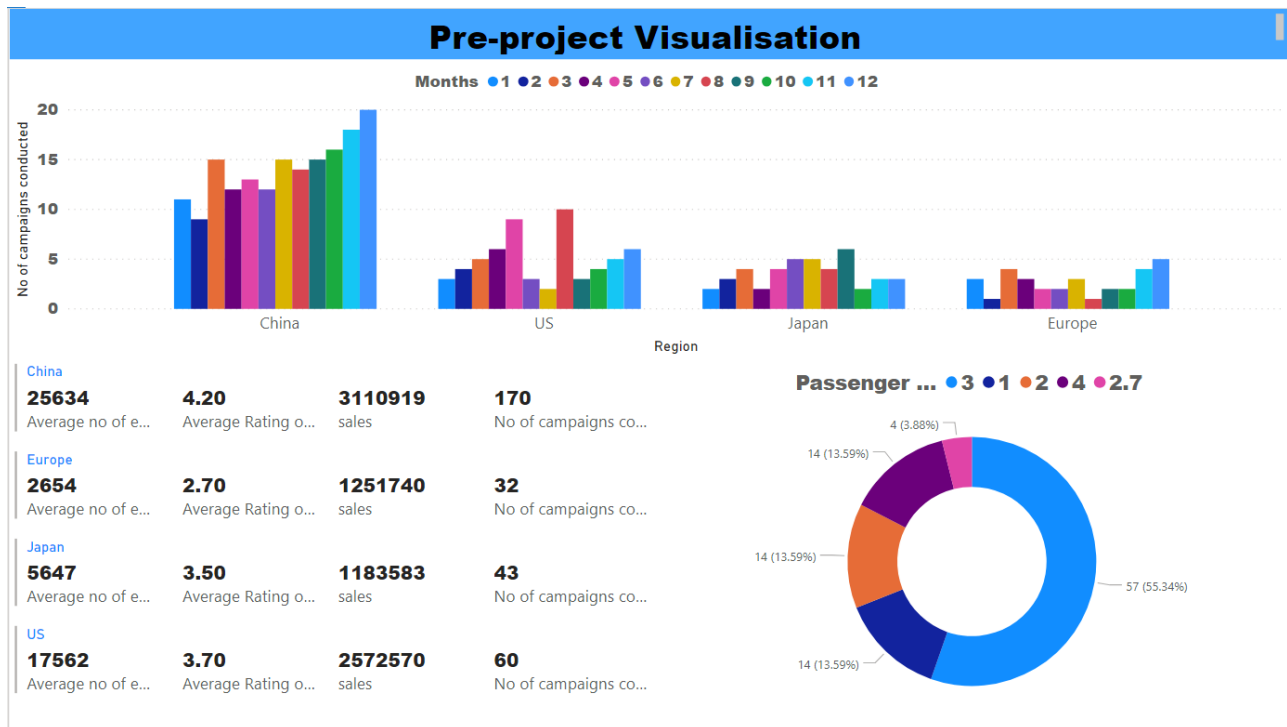 Pre-project Visualisation
Months 1 2 3 4 5 6 7 8 9 10 11 12
No of campaigns conducted
20
15
10
5
0
China US Japan Europe
Region
China
25634 4.20 3110919 170
Average no of e... Average Rating o... sales No of campaigns co...
Europe
2654 2.70 1251740 32
Average no of e... Average Rating o... sales No of campaigns co...
Japan
5647 3.50 1183583 43
Average no of e... Average Rating o... sales No of campaigns co...
US
17562 3.70 2572570 60
Average no of e... Average Rating o... sales No of campaigns co...
Passenger ... 3 1 2 4 2.7
4 (3.88%)
14 (13.59%)
14 (13.59%)
57 (55.34%)
14 (13.59%)